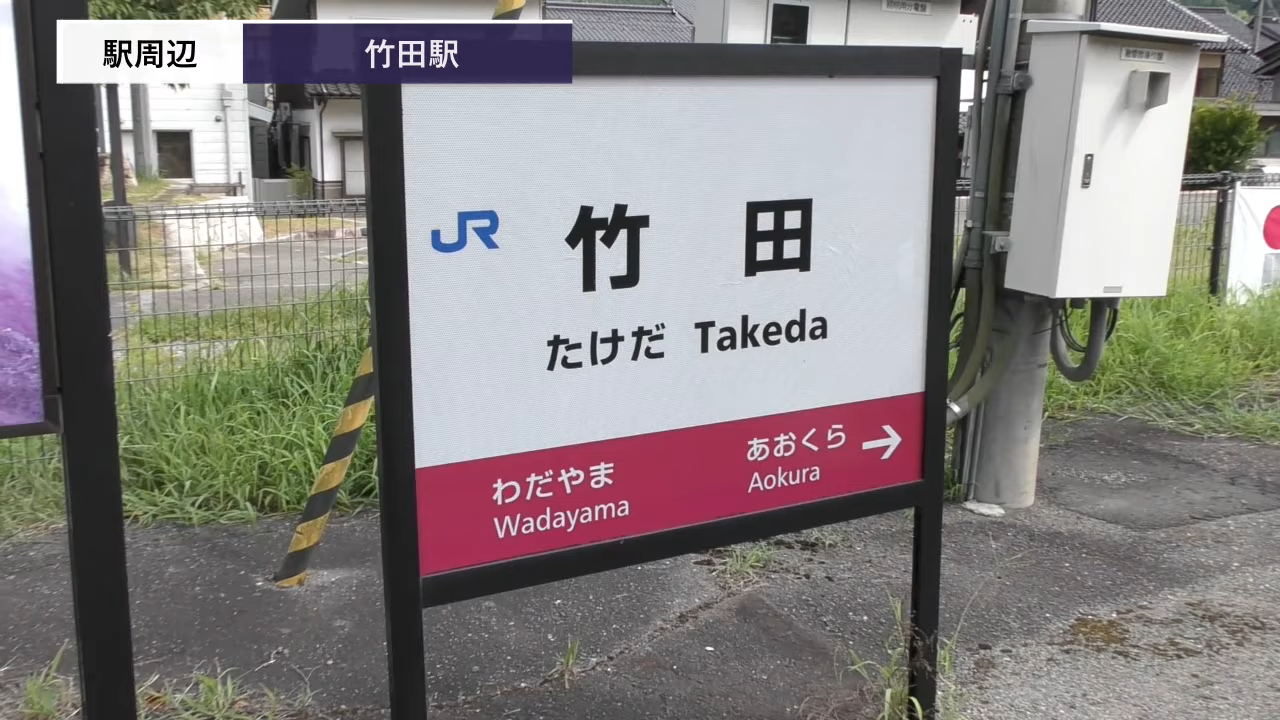 駅周辺
竹田駅
JR 竹田
たけだ Takeda
わだやま
Wadayama
あおくら →
Aokura